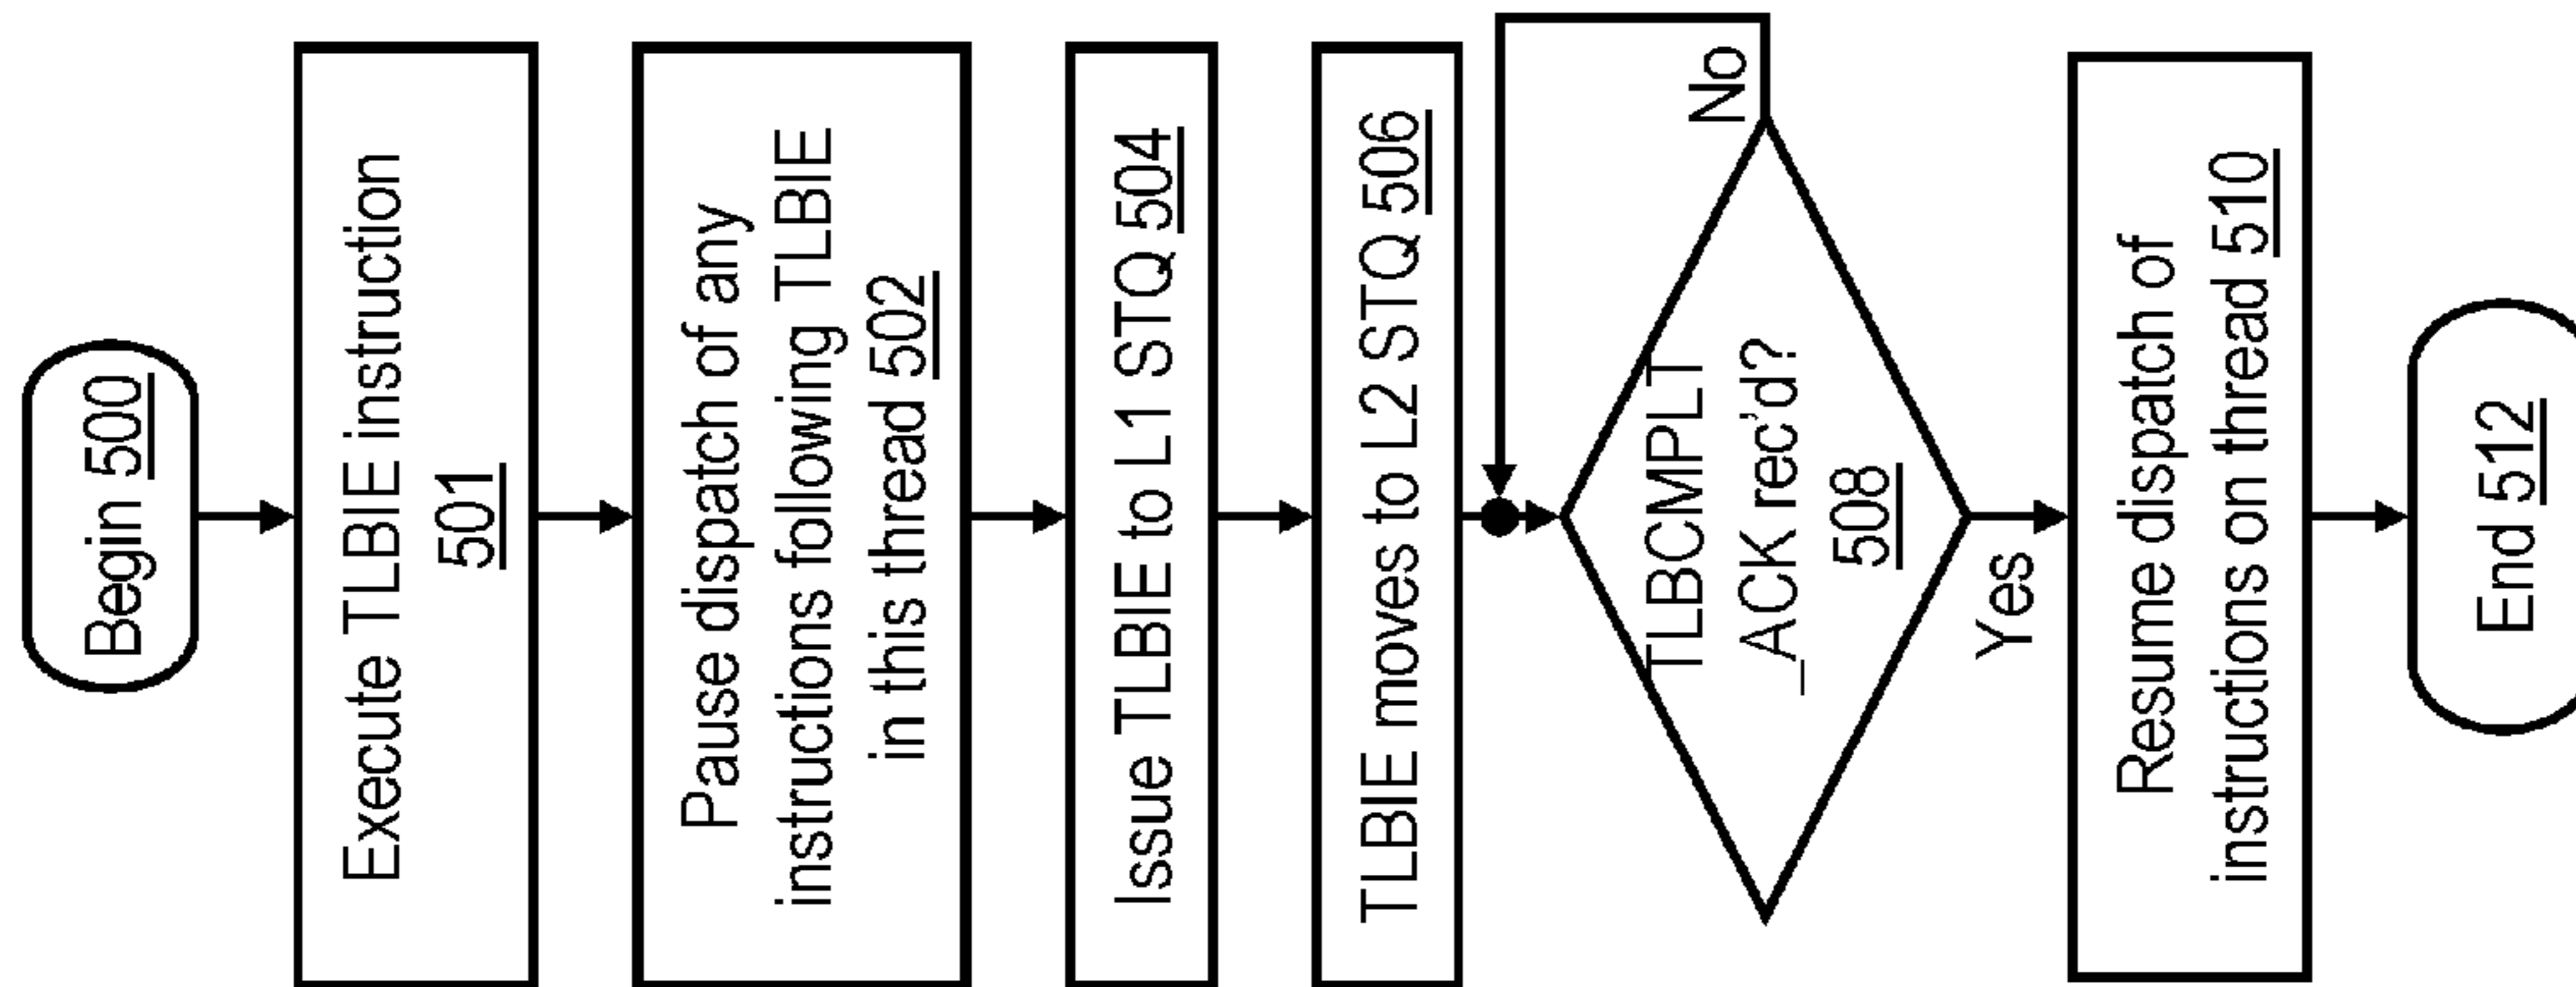 Begin 500
Execute TLBIE instruction
501
Pause dispatch of any
instructions following TLBIE
in this thread 502
Issue TLBIE to L1 STQ 504
TLBIE moves to L2 STQ 506
No
TLBCMPLT
_ACK rec'd?
508
Yes
Resume dispatch of
instructions on thread 510
End 512